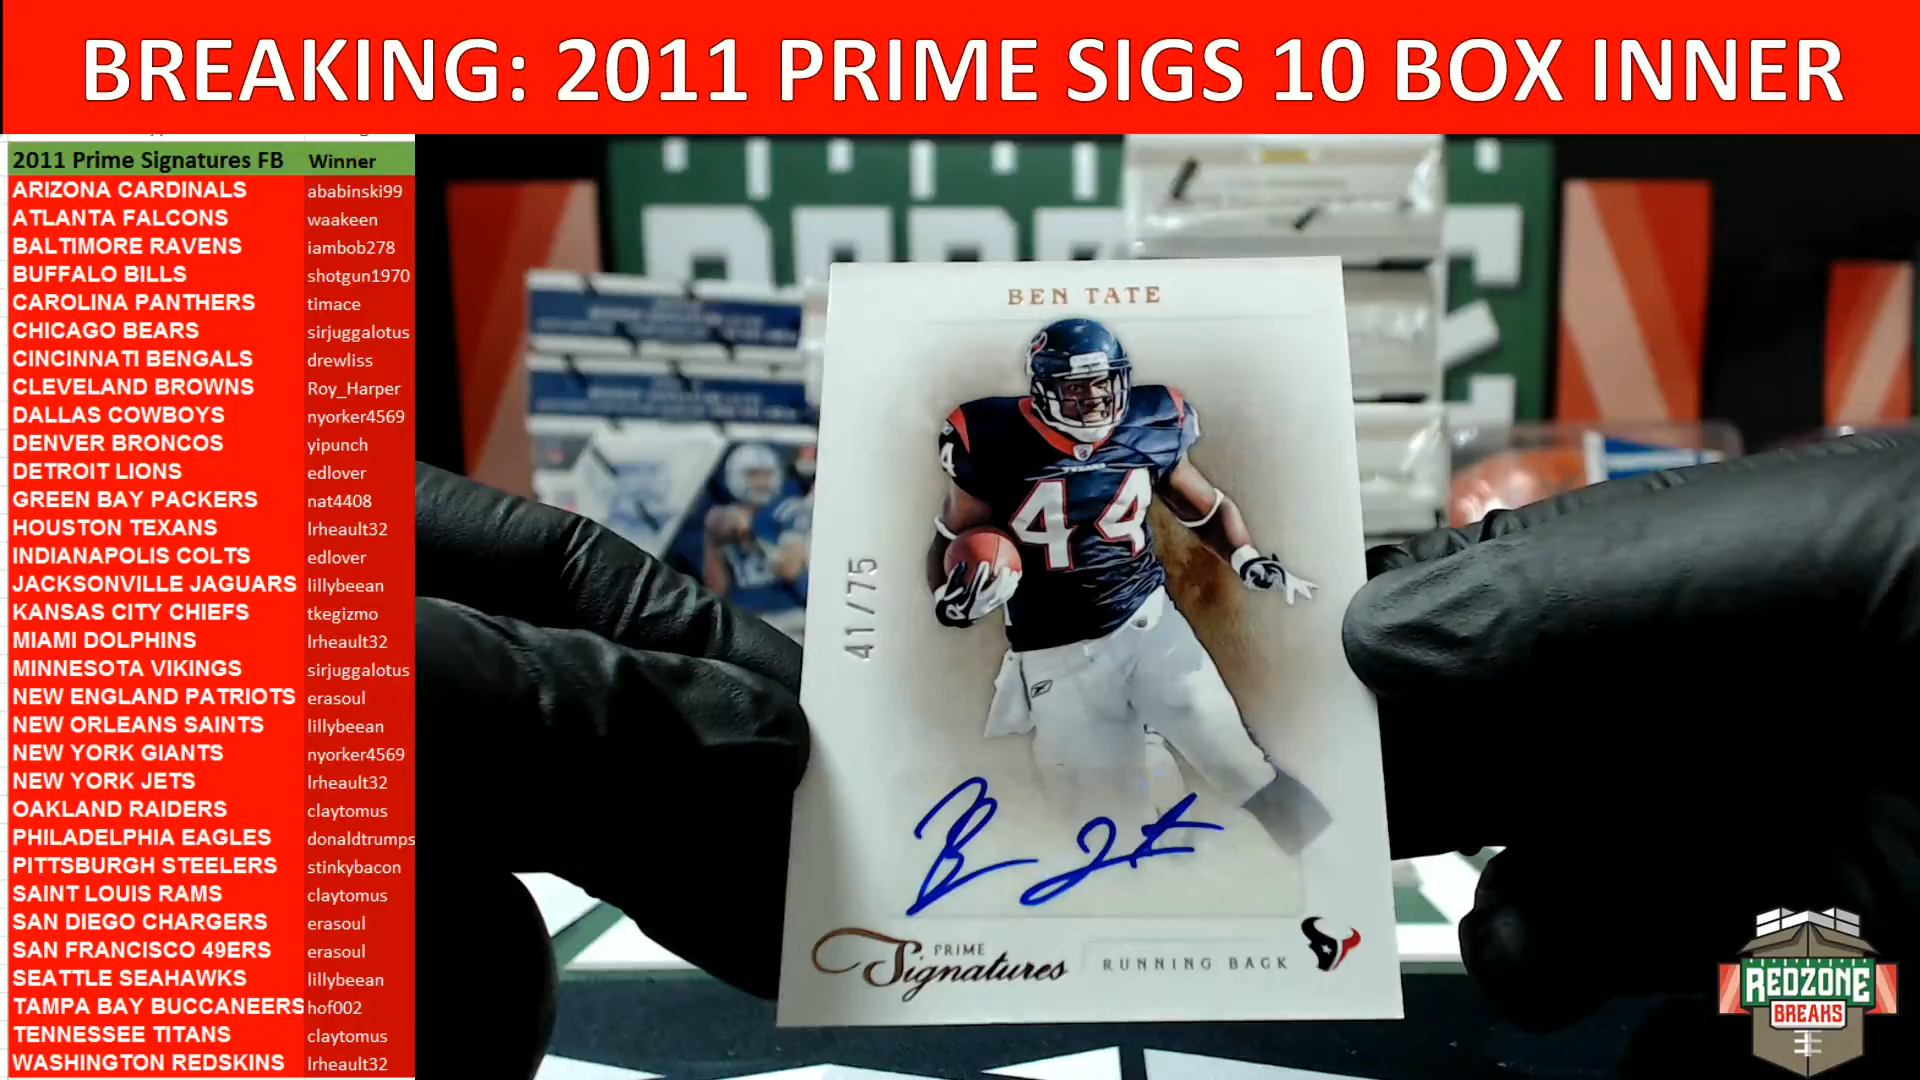 BREAKING: 2011 PRIME SIGS 10 BOX INNER
2011 Prime Signatures FB Winner
ARIZONA CARDINALS ababinski99
ATLANTA FALCONS waakeen
BALTIMORE RAVENS iambob278
BUFFALO BILLS shotgun1970
CAROLINA PANTHERS timace
CHICAGO BEARS sirjuggalotus
CINCINNATI BENGALS drewliss
CLEVELAND BROWNS Roy_Harper
DALLAS COWBOYS nyorker4569
DENVER BRONCOS yipunch
DETROIT LIONS edlover
GREEN BAY PACKERS nat4408
HOUSTON TEXANS lrheault32
INDIANAPOLIS COLTS edlover
JACKSONVILLE JAGUARS lillybeean
KANSAS CITY CHIEFS tkegizmo
MIAMI DOLPHINS lrheault32
MINNESOTA VIKINGS sirjuggalotus
NEW ENGLAND PATRIOTS erasoul
NEW ORLEANS SAINTS lillybeean
NEW YORK GIANTS nyorker4569
NEW YORK JETS lrheault32
OAKLAND RAIDERS claytomus
PHILADELPHIA EAGLES donaldtrumps
PITTSBURGH STEELERS stinkybacon
SAINT LOUIS RAMS claytomus
SAN DIEGO CHARGERS erasoul
SAN FRANCISCO 49ERS erasoul
SEATTLE SEAHAWKS lillybeean
TAMPA BAY BUCCANEERS hof002
TENNESSEE TITANS claytomus
WASHINGTON REDSKINS lrheault32
BEN TATE
4
44
41/75
PRIME
Signatures
RUNNING BACK
REDZONE
BREAKS